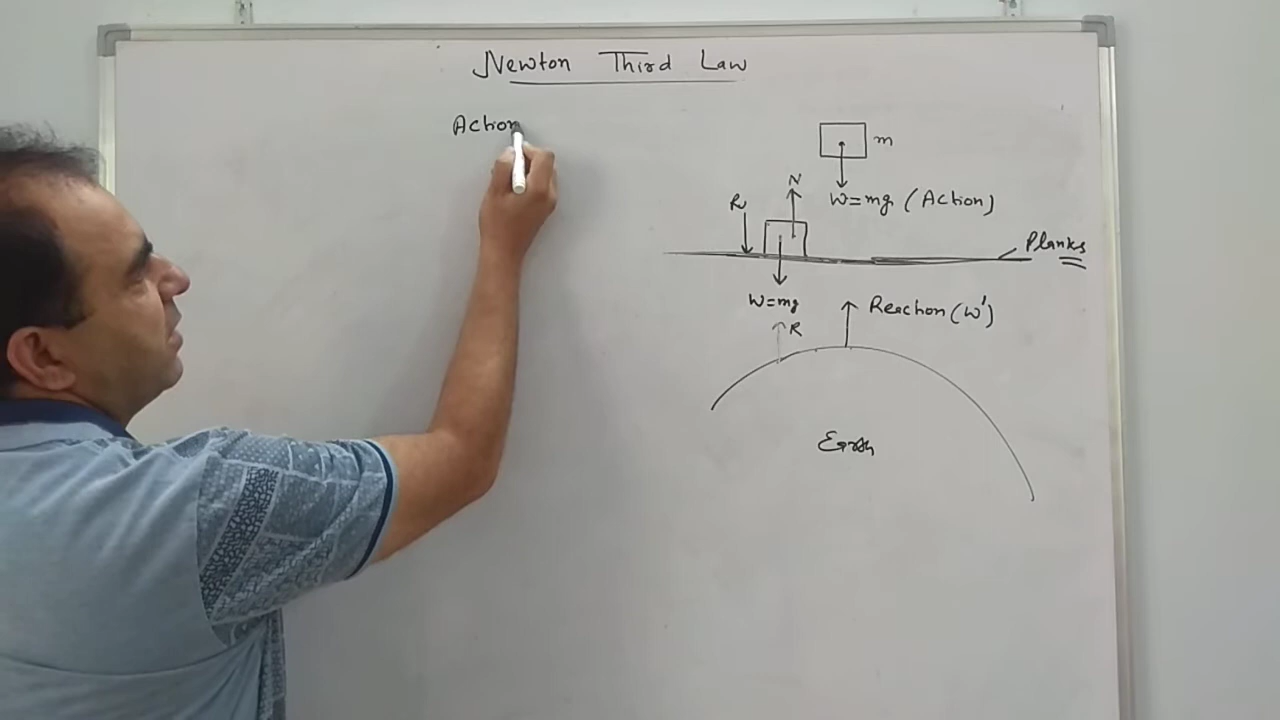 Newton Third Law
Action
m
N
W=mg (Action)
R
Planks
W=mg
Reaction (W')
R
Earth